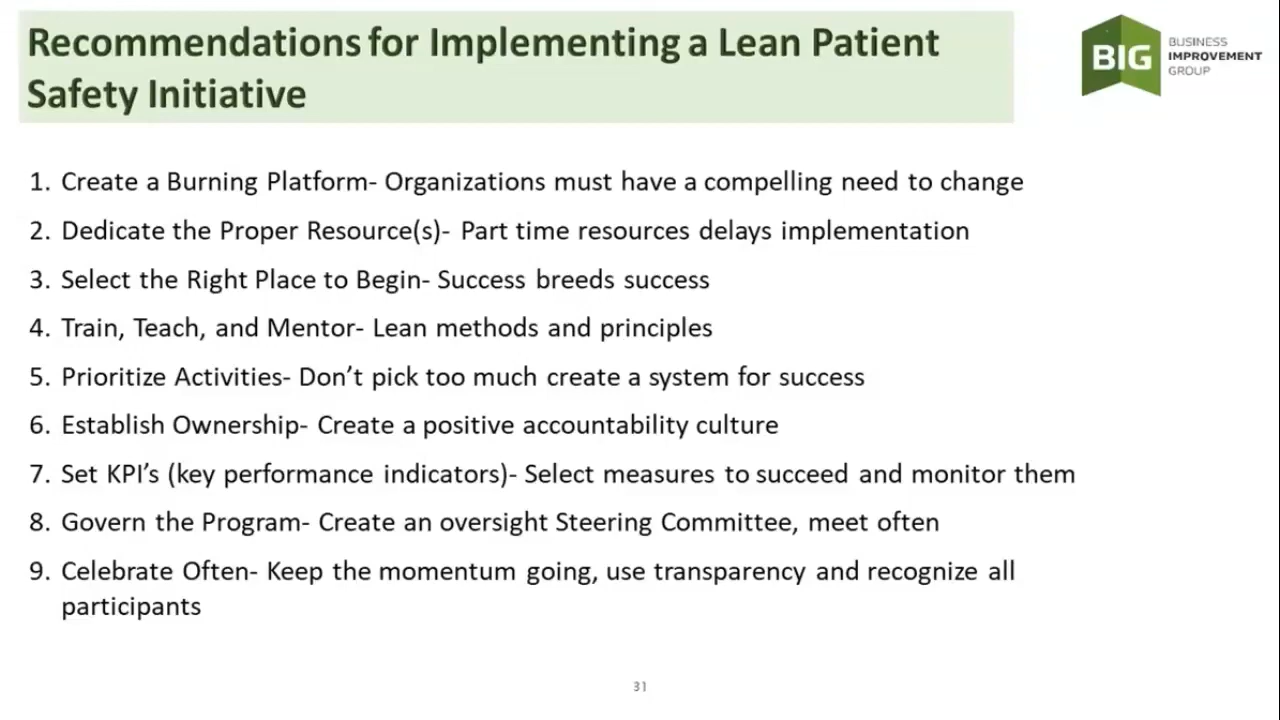 Recommendations for Implementing a Lean Patient
Safety Initiative
BIG
BUSINESS
IMPROVEMENT
GROUP
1. Create a Burning Platform- Organizations must have a compelling need to change
2. Dedicate the Proper Resource(s)- Part time resources delays implementation
3. Select the Right Place to Begin- Success breeds success
4. Train, Teach, and Mentor- Lean methods and principles
5. Prioritize Activities- Don’t pick too much create a system for success
6. Establish Ownership- Create a positive accountability culture
7. Set KPI’s (key performance indicators)- Select measures to succeed and monitor them
8. Govern the Program- Create an oversight Steering Committee, meet often
9. Celebrate Often- Keep the momentum going, use transparency and recognize all
participants
31